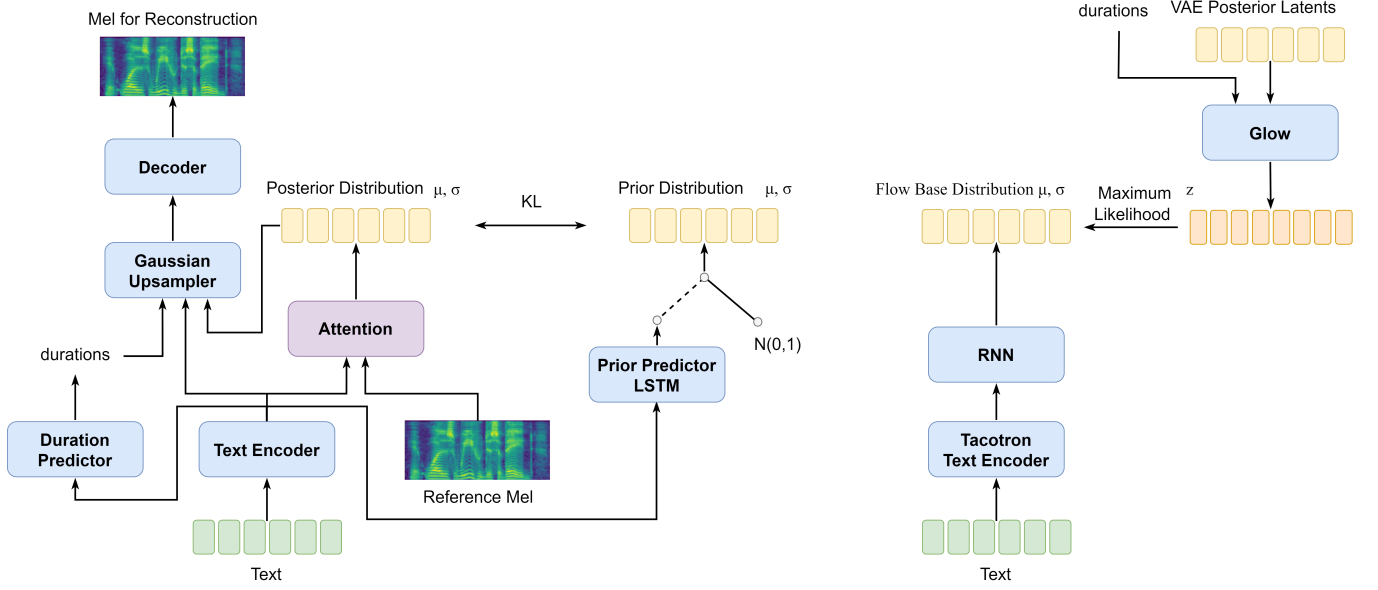 Mel for Reconstruction
Decoder
Gaussian
Upsampler
durations
Duration
Predictor
Text Encoder
Text
Posterior Distribution μ, σ
Attention
Reference Mel
KL
Prior Distribution μ, σ
N(0,1)
Prior Predictor
LSTM
durations
VAE Posterior Latents
Glow
Flow Base Distribution μ, σ
Maximum
Likelihood
z
RNN
Tacotron
Text Encoder
Text